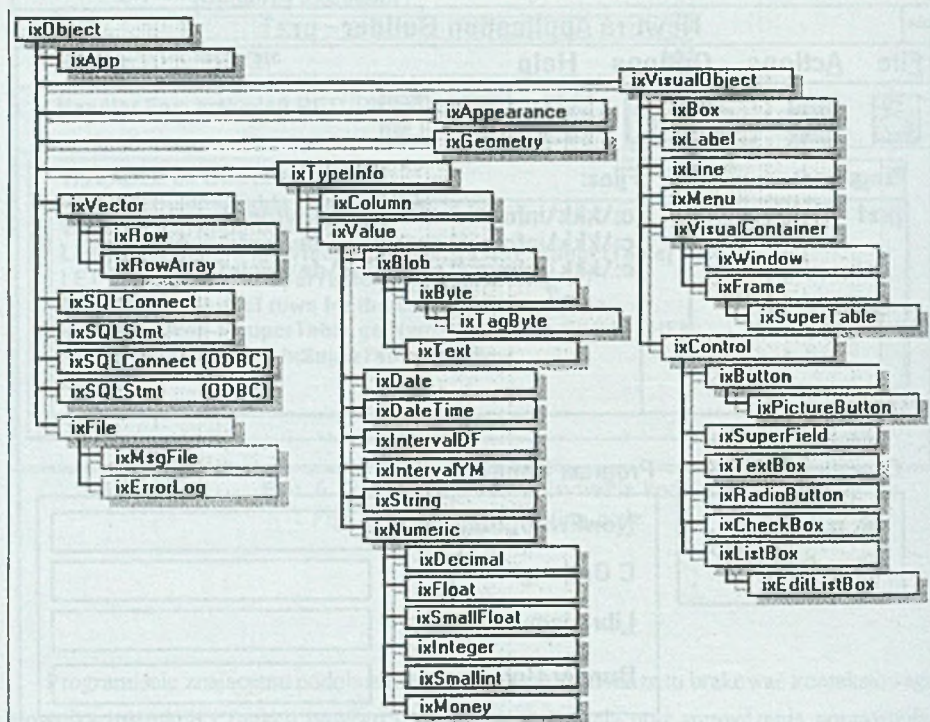 ixObject
ixApp
ixVisualObject
ixBox
ixLabel
ixLine
ixMenu
ixVisualContainer
ixWindow
ixFrame
ixSuperTable
ixControl
ixButton
ixPictureButton
ixSuperField
ixTextBox
ixRadioButton
ixCheckBox
ixListBox
ixEditListBox
ixAppearance
ixGeometry
ixTypeInfo
ixColumn
ixValue
ixBlob
ixByte
ixTagByte
ixText
ixDate
ixDateTime
ixIntervalDF
ixIntervalYM
ixString
ixNumeric
ixDecimal
ixFloat
ixSmallFloat
ixInteger
ixSmallint
ixMoney
ixVector
ixRow
ixRowArray
ixSQLConnect
ixSQLStmt
ixSQLConnect (ODBC)
ixSQLStmt (ODBC)
ixFile
ixMsgFile
ixErrorLog